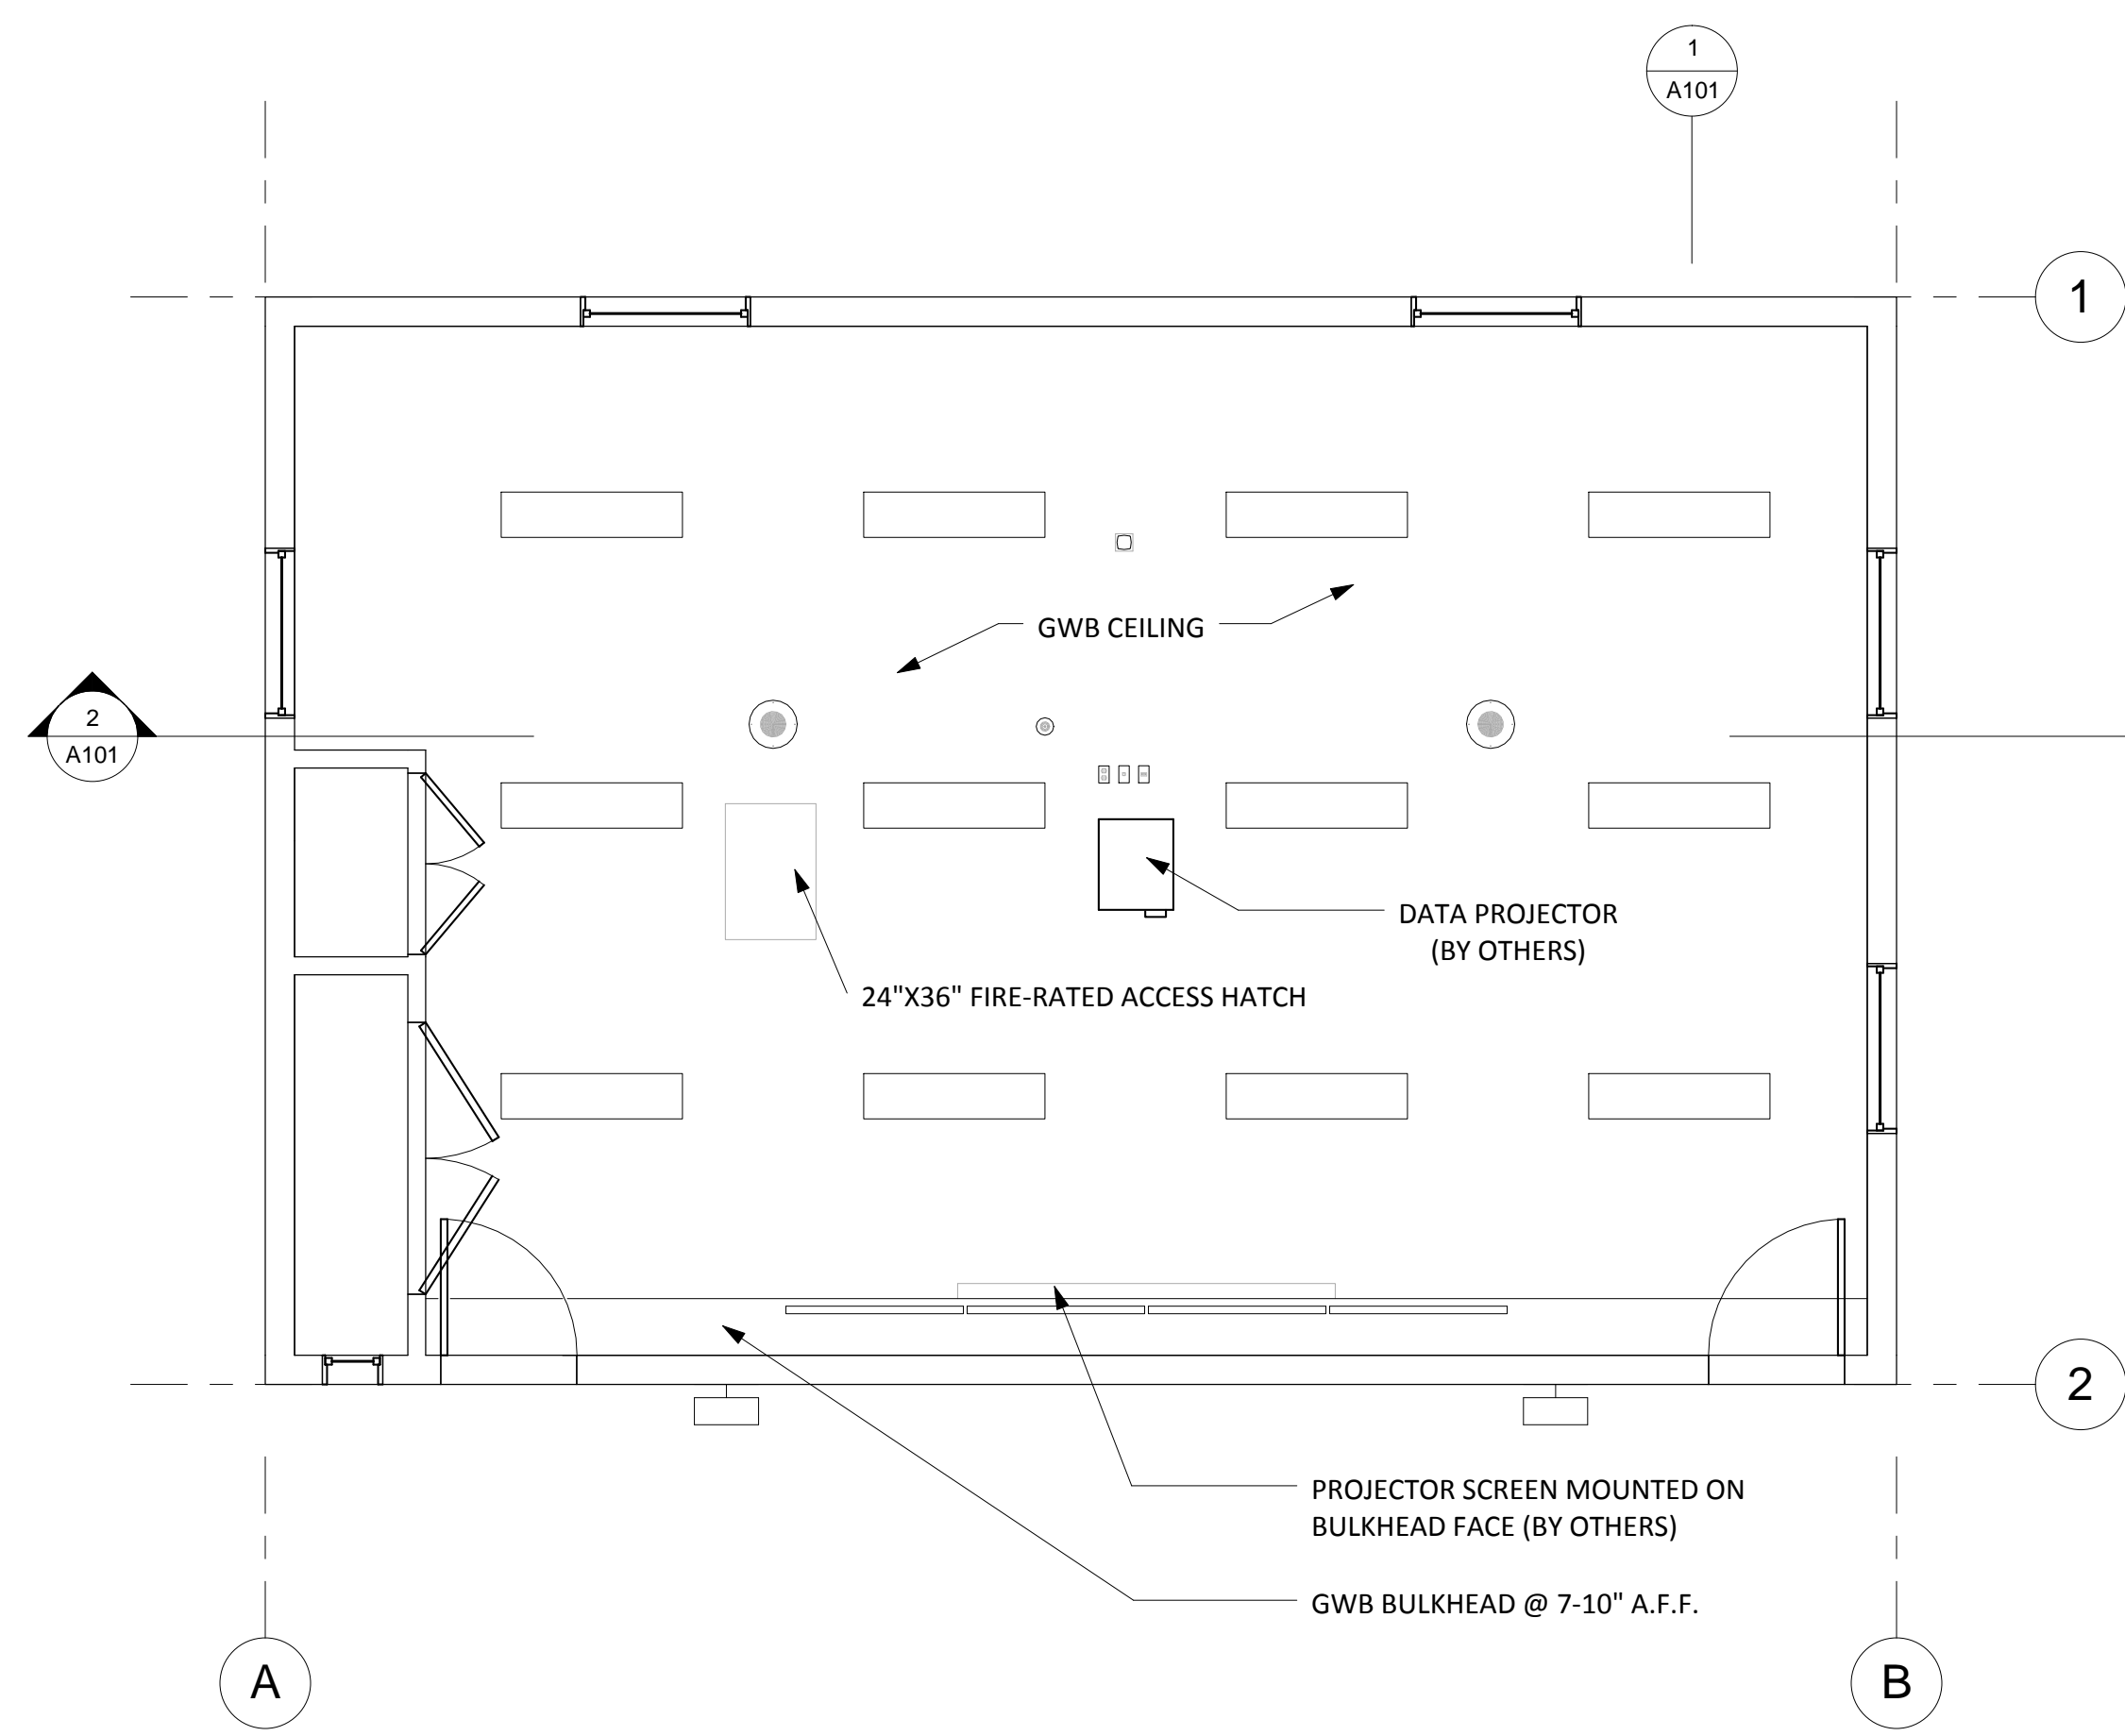 1
A101
1
GWB CEILING
2
A101
DATA PROJECTOR
(BY OTHERS)
24"X36" FIRE-RATED ACCESS HATCH
2
PROJECTOR SCREEN MOUNTED ON
BULKHEAD FACE (BY OTHERS)
GWB BULKHEAD @ 7-10" A.F.F.
A
B